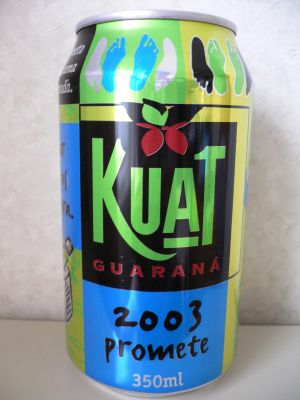 KUAT
GUARANÁ
2003
promete
350ml